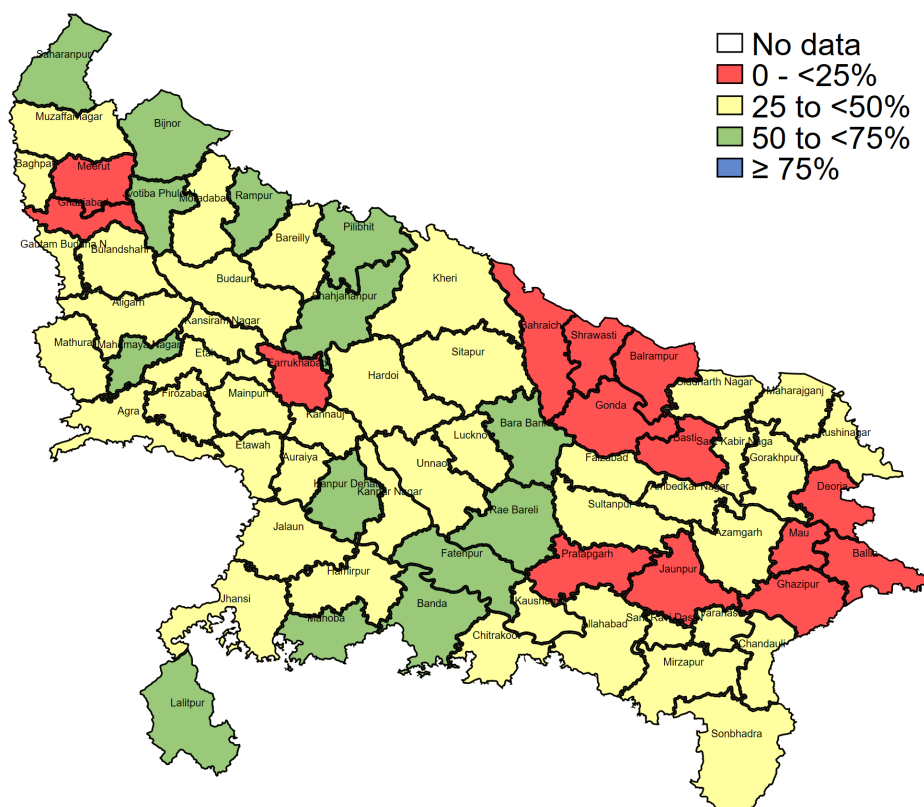 No data
0 - <25%
25 to <50%
50 to <75%
≥ 75%
Saharanpur
Muzaffarnagar
Bijnor
Baghpat
Meerut
Ghaziabad
Jyotiba Phule N
Moradabad
Rampur
Gautam Buddha N
Bulandshahr
Bareilly
Pilibhit
Budaun
Shahjahanpur
Kheri
Aligarh
Kansiram Nagar
Mathura
Mahamaya Nagar
Etah
Farrukhabad
Hardoi
Sitapur
Bahraich
Shrawasti
Balrampur
Siddharth Nagar
Maharajganj
Agra
Firozabad
Mainpuri
Kannauj
Gonda
Basti
Sant Kabir Naga
Gorakhpur
Kushinagar
Etawah
Auraiya
Lucknow
Bara Banki
Unnao
Faizabad
Ambedkar Nagar
Deoria
Kanpur Dehat
Kanpur Nagar
Rae Bareli
Sultanpur
Azamgarh
Mau
Ballia
Jalaun
Fatehpur
Pratapgarh
Jaunpur
Ghazipur
Hamirpur
Jhansi
Mahoba
Banda
Kaushambi
Chitrakoot
Allahabad
Varanasi
Chandauli
Mirzapur
Lalitpur
Sonbhadra